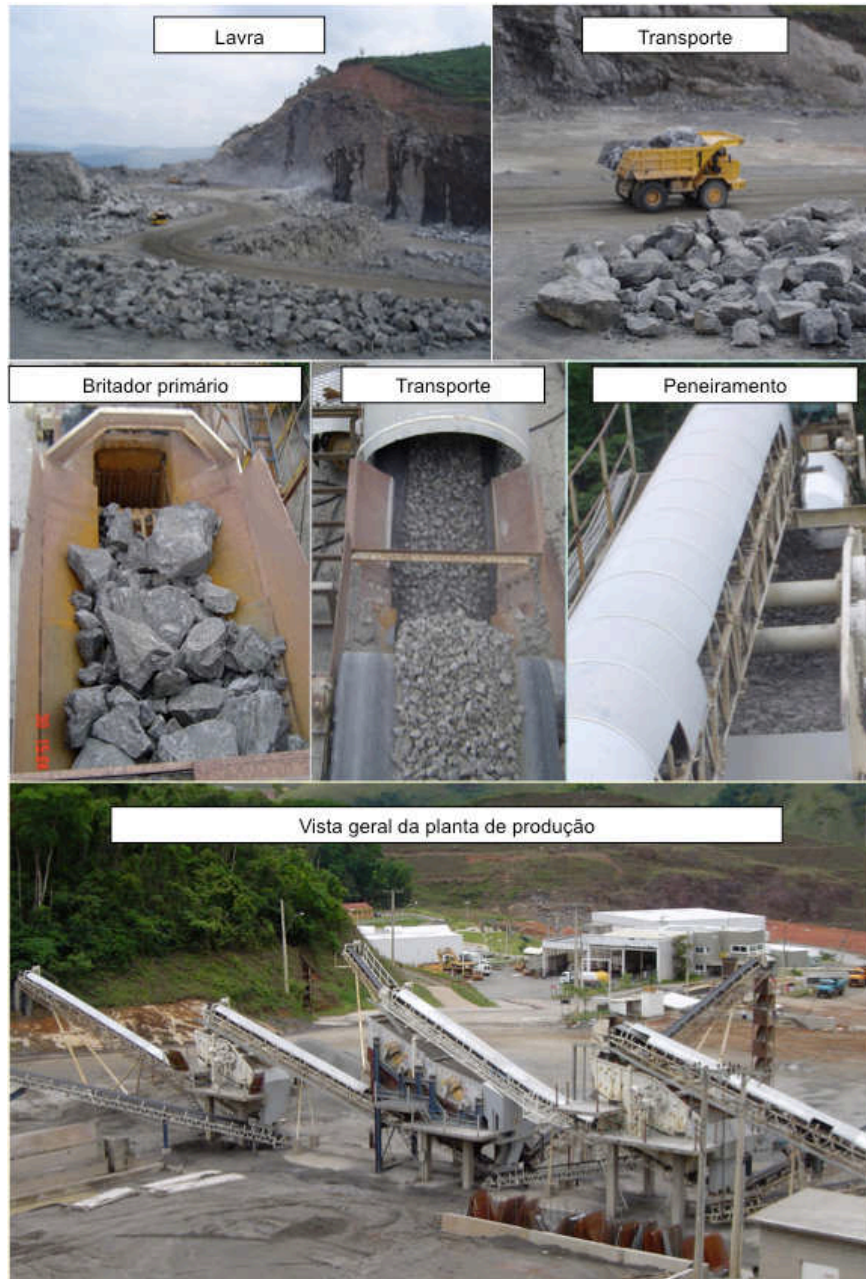 Lavra
Transporte
Britador primário
Transporte
Peneiramento
Vista geral da planta de produção